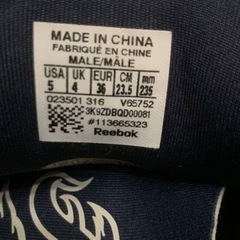 MADE IN CHINA
FABRIQUÉ EN CHINE
MALE/MÂLE
USA UK EUR CM mm
5 4 36 23.5 235
023501 316 V65752
3K9ZDBQD00081
#113665323
Reebok